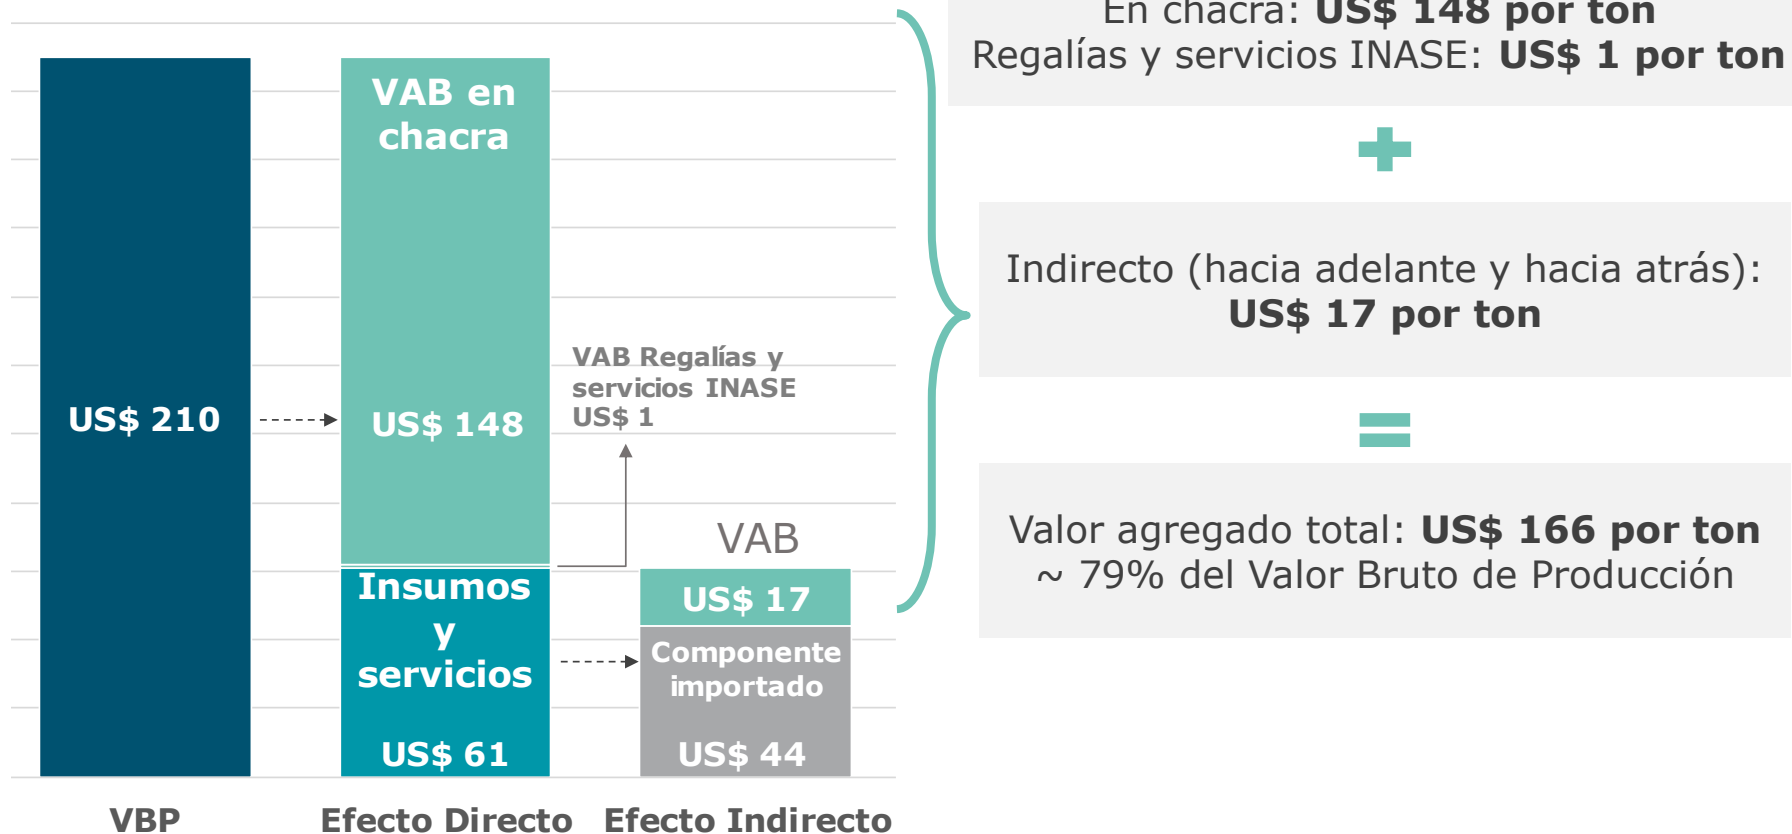 VAB en
chacra
US$ 210
US$ 148
VAB Regalías y
servicios INASE
US$ 1
VAB
Insumos
y
servicios
US$ 61
US$ 17
Componente
importado
US$ 44
VBP
Efecto Directo
Efecto Indirecto
En chacra: US$ 148 por ton
Regalías y servicios INASE: US$ 1 por ton
Indirecto (hacia adelante y hacia atrás):
US$ 17 por ton
Valor agregado total: US$ 166 por ton
~ 79% del Valor Bruto de Producción